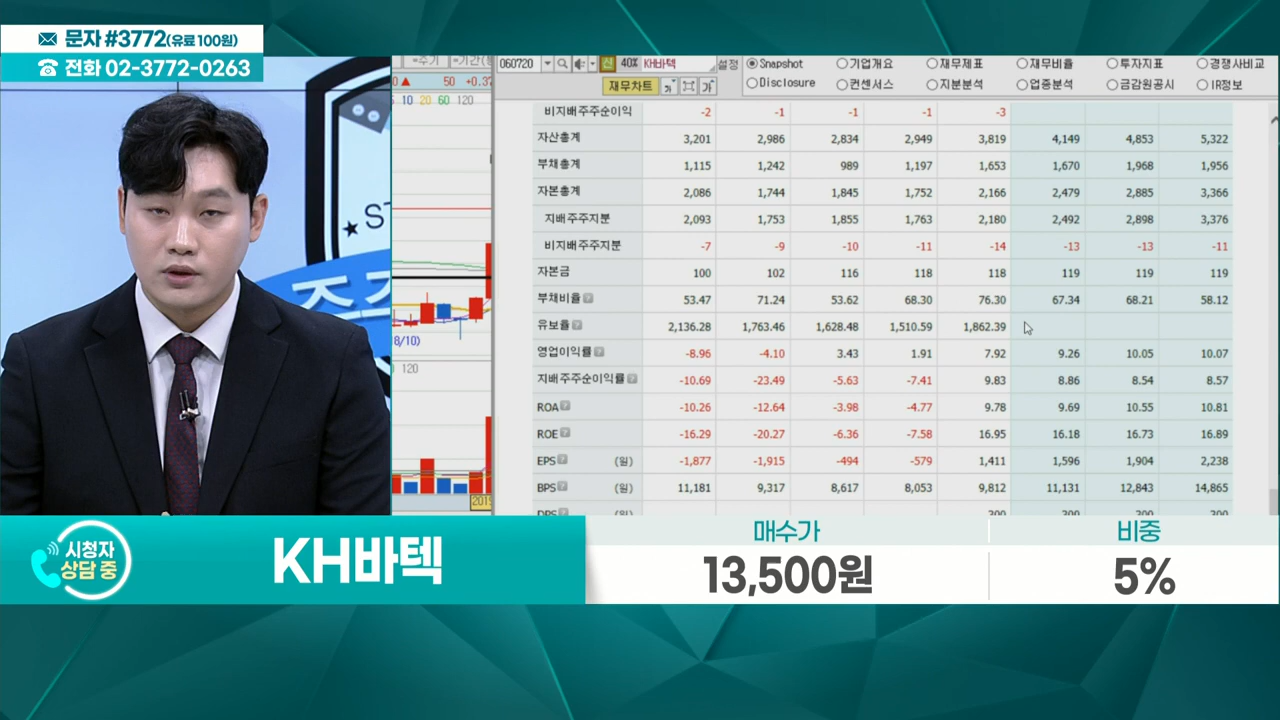 문자 #3772(유료 100원)
전화 02-3772-0263
060720 신 40% KH바텍 설정 Snapshot 기업개요 재무제표 재무비율 투자지표 경쟁사비교
재무차트 Disclosure 컨센서스 지분분석 업종분석 금감원공시 IR정보
50 +0.37
10 20 60 120
8/10)
120
ST
비지배주주순이익 -2 -1 -1 -1 -3
자산총계 3,201 2,986 2,834 2,949 3,819 4,149 4,853 5,322
부채총계 1,115 1,242 989 1,197 1,653 1,670 1,968 1,956
자본총계 2,086 1,744 1,845 1,752 2,166 2,479 2,885 3,366
지배주주지분 2,093 1,753 1,855 1,763 2,180 2,492 2,898 3,376
비지배주주지분 -7 -9 -10 -11 -14 -13 -13 -11
자본금 100 102 116 118 118 119 119 119
부채비율 53.47 71.24 53.62 68.30 76.30 67.34 68.21 58.12
유보율 2,136.28 1,763.46 1,628.48 1,510.59 1,862.39
영업이익률 -8.96 -4.10 3.43 1.91 7.92 9.26 10.05 10.07
지배주주순이익률 -10.69 -23.49 -5.63 -7.41 9.83 8.86 8.54 8.57
ROA -10.26 -12.64 -3.98 -4.77 9.78 9.69 10.55 10.81
ROE -16.29 -20.27 -6.36 -7.58 16.95 16.18 16.73 16.89
EPS (원) -1,877 -1,915 -494 -579 1,411 1,596 1,904 2,238
BPS (원) 11,181 9,317 8,617 8,053 9,812 11,131 12,843 14,865
시청자
상담 중
KH바텍
매수가 비중
13,500원 5%